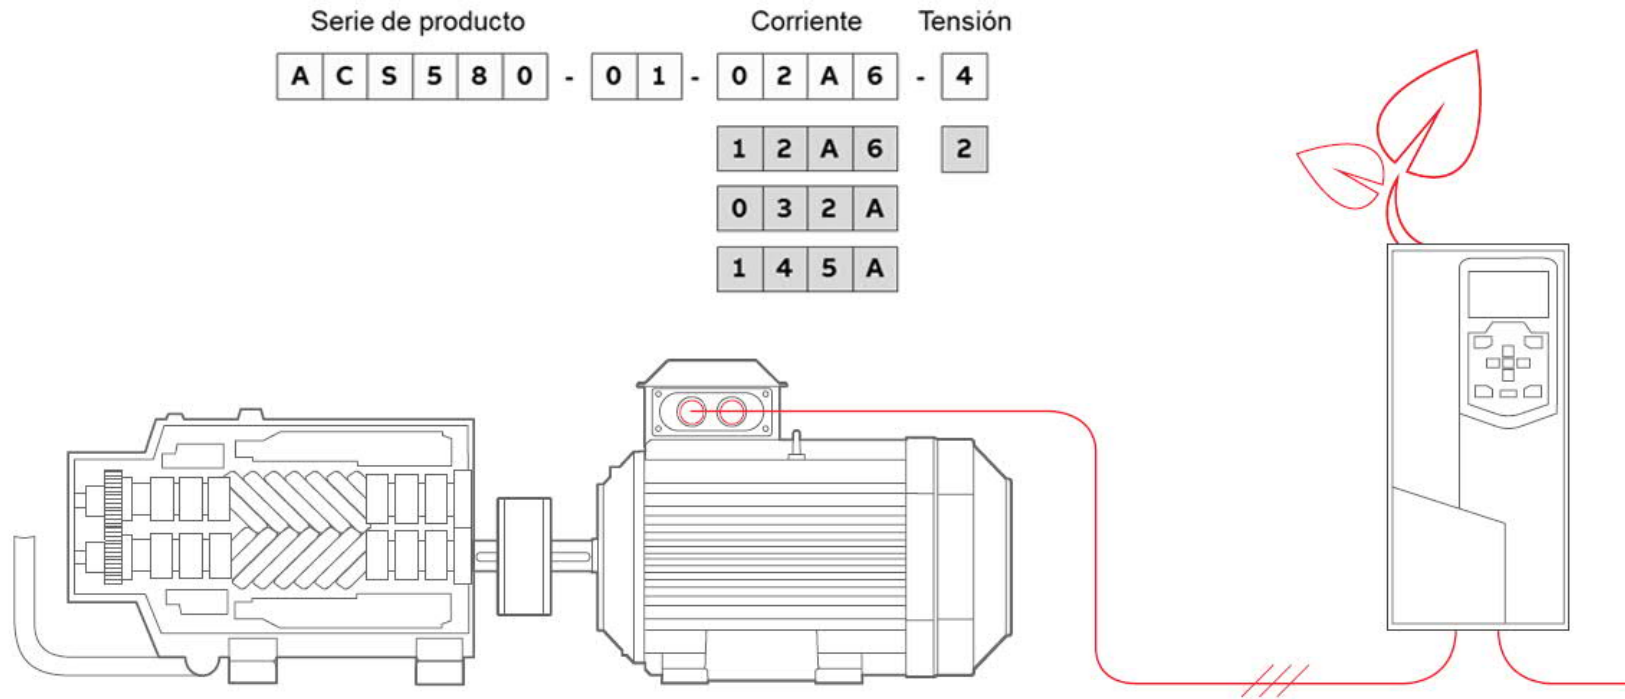 Serie de producto Corriente Tensión
ACS580 - 01 - 02A6 - 4
12A6 2
032A
145A